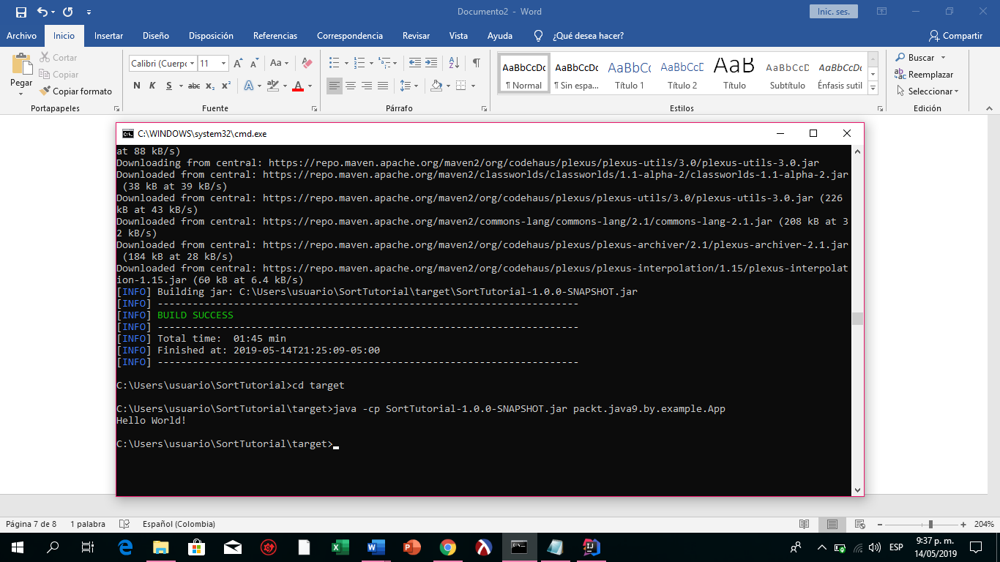 Documento2 - Word
Inic. ses.
Archivo Inicio Insertar Diseño Disposición Referencias Correspondencia Revisar Vista Ayuda ¿Qué desea hacer? Compartir
Pegar
Cortar
Copiar
Copiar formato
Portapapeles
Calibri (Cuerpo 11
N K S abc x₂ x²
Fuente
Párrafo
AaBbCcDc AaBbCcDc AaBbCc AaBbCcD AaB AaBbCcD AaBbCcDc
¶ Normal ¶ Sin espa... Título 1 Título 2 Título Subtítulo Énfasis sutil
Estilos
Buscar
Reemplazar
Seleccionar
Edición
C:\WINDOWS\system32\cmd.exe
at 88 kB/s)
Downloading from central: https://repo.maven.apache.org/maven2/org/codehaus/plexus/plexus-utils/3.0/plexus-utils-3.0.jar
Downloaded from central: https://repo.maven.apache.org/maven2/classworlds/classworlds/1.1-alpha-2/classworlds-1.1-alpha-2.jar
(38 kB at 39 kB/s)
Downloaded from central: https://repo.maven.apache.org/maven2/org/codehaus/plexus/plexus-utils/3.0/plexus-utils-3.0.jar (226
kB at 43 kB/s)
Downloaded from central: https://repo.maven.apache.org/maven2/commons-lang/commons-lang/2.1/commons-lang-2.1.jar (208 kB at 3
2 kB/s)
Downloaded from central: https://repo.maven.apache.org/maven2/org/codehaus/plexus/plexus-archiver/2.1/plexus-archiver-2.1.jar
(184 kB at 28 kB/s)
Downloaded from central: https://repo.maven.apache.org/maven2/org/codehaus/plexus/plexus-interpolation/1.15/plexus-interpolat
ion-1.15.jar (60 kB at 6.4 kB/s)
[INFO] Building jar: C:\Users\usuario\SortTutorial\target\SortTutorial-1.0.0-SNAPSHOT.jar
[INFO] ------------------------------------------------------------------------
[INFO] BUILD SUCCESS
[INFO] ------------------------------------------------------------------------
[INFO] Total time:  01:45 min
[INFO] Finished at: 2019-05-14T21:25:09-05:00
[INFO] ------------------------------------------------------------------------
C:\Users\usuario\SortTutorial>cd target
C:\Users\usuario\SortTutorial\target>java -cp SortTutorial-1.0.0-SNAPSHOT.jar packt.java9.by.example.App
Hello World!
C:\Users\usuario\SortTutorial\target>
Página 7 de 8 1 palabra Español (Colombia) 204%
ESP
9:37 p. m.
14/05/2019